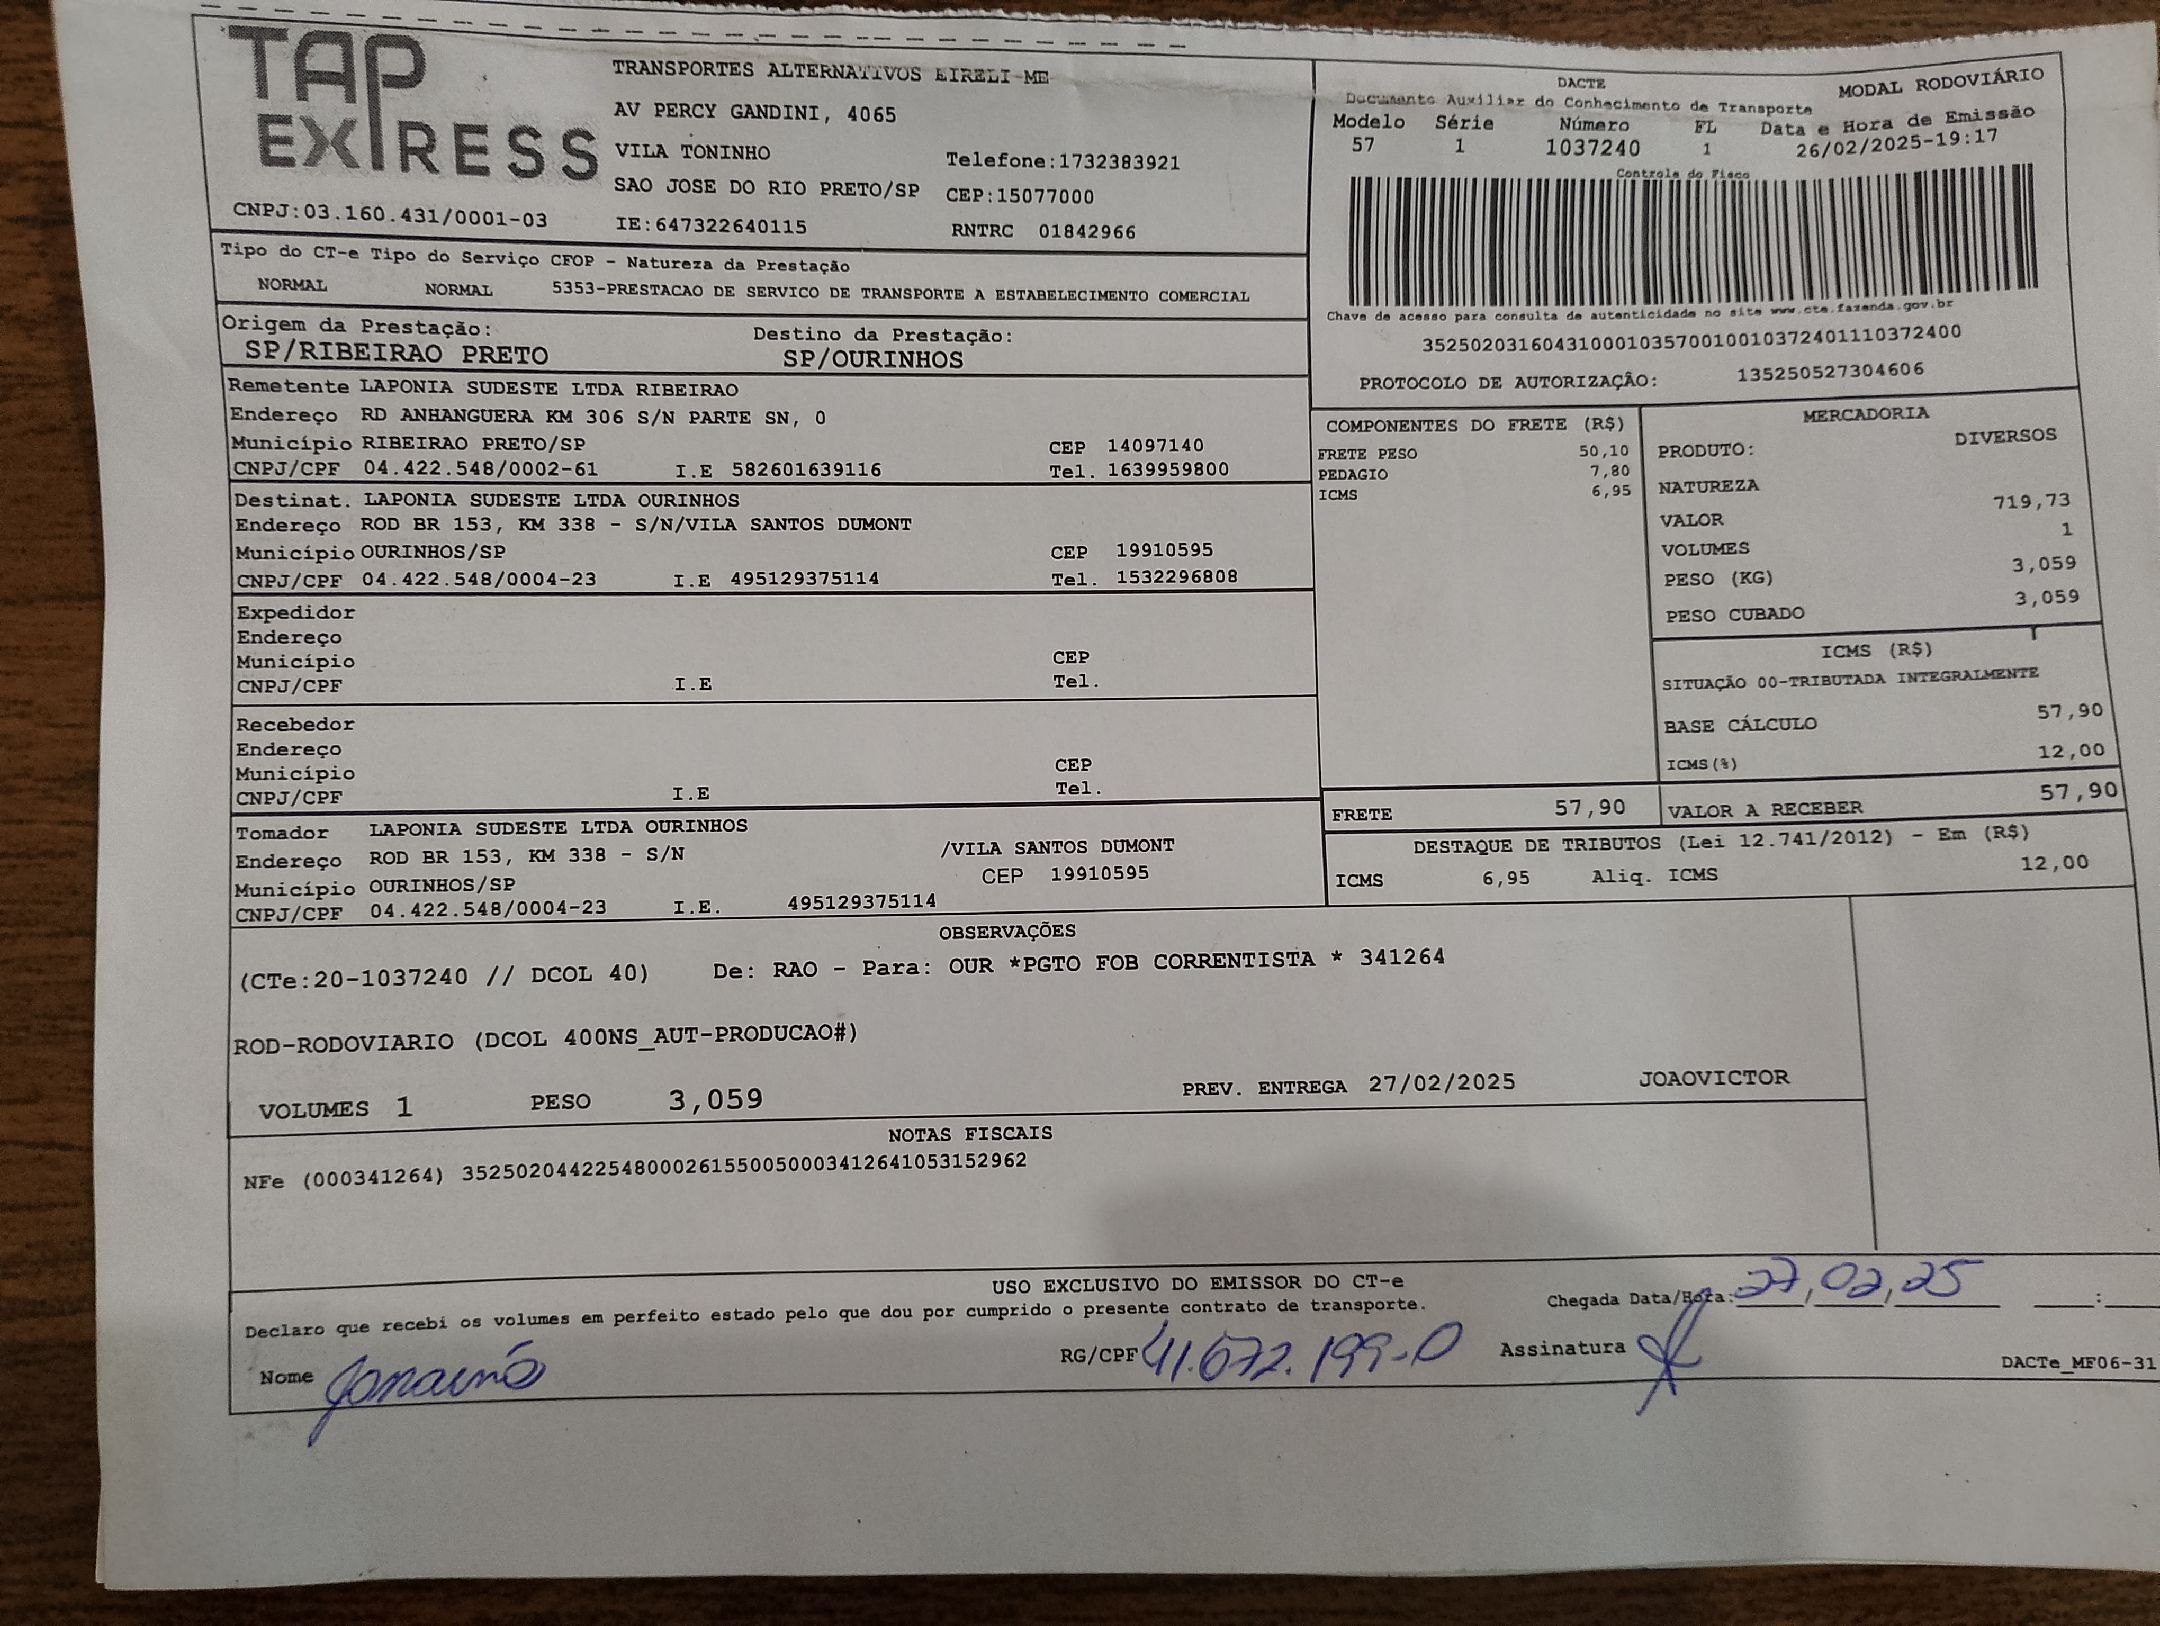 TAP
EXPRESS
TRANSPORTES ALTERNATIVOS EIRELI-ME
AV PERCY GANDINI, 4065
VILA TONINHO Telefone:1732383921
SAO JOSE DO RIO PRETO/SP CEP:15077000
CNPJ:03.160.431/0001-03 IE:647322640115 RNTRC 01842966
DACTE MODAL RODOVIÁRIO
Documento Auxiliar do Conhecimento de Transporte
Modelo Série Número FL Data e Hora de Emissão
57 1 1037240 1 26/02/2025-19:17
Controle do Fisco
Chave de acesso para consulta de autenticidade no site www.cte.fazenda.gov.br
35250203160431000103570010010372401110372400
PROTOCOLO DE AUTORIZAÇÃO: 135250527304606
Tipo do CT-e Tipo do Serviço CFOP - Natureza da Prestação
NORMAL NORMAL 5353-PRESTACAO DE SERVICO DE TRANSPORTE A ESTABELECIMENTO COMERCIAL
Origem da Prestação: Destino da Prestação:
SP/RIBEIRAO PRETO SP/OURINHOS
Remetente LAPONIA SUDESTE LTDA RIBEIRAO
Endereço RD ANHANGUERA KM 306 S/N PARTE SN, 0
Município RIBEIRAO PRETO/SP CEP 14097140
CNPJ/CPF 04.422.548/0002-61 I.E 582601639116 Tel. 1639959800
Destinat. LAPONIA SUDESTE LTDA OURINHOS
Endereço ROD BR 153, KM 338 - S/N/VILA SANTOS DUMONT
Município OURINHOS/SP CEP 19910595
CNPJ/CPF 04.422.548/0004-23 I.E 495129375114 Tel. 1532296808
Expedidor
Endereço
Município CEP
CNPJ/CPF I.E Tel.
Recebedor
Endereço
Município CEP
CNPJ/CPF I.E Tel.
Tomador LAPONIA SUDESTE LTDA OURINHOS
Endereço ROD BR 153, KM 338 - S/N /VILA SANTOS DUMONT
Município OURINHOS/SP CEP 19910595
CNPJ/CPF 04.422.548/0004-23 I.E. 495129375114
COMPONENTES DO FRETE (R$)
FRETE PESO 50,10
PEDAGIO 7,80
ICMS 6,95
MERCADORIA
PRODUTO: DIVERSOS
NATUREZA
VALOR 719,73
VOLUMES 1
PESO (KG) 3,059
PESO CUBADO 3,059
ICMS (R$)
SITUAÇÃO 00-TRIBUTADA INTEGRALMENTE
BASE CÁLCULO 57,90
ICMS(%) 12,00
FRETE 57,90 VALOR A RECEBER 57,90
DESTAQUE DE TRIBUTOS (Lei 12.741/2012) - Em (R$)
ICMS 6,95 Aliq. ICMS 12,00
OBSERVAÇÕES
(CTe:20-1037240 // DCOL 40) De: RAO - Para: OUR *PGTO FOB CORRENTISTA * 341264
ROD-RODOVIARIO (DCOL 400NS_AUT-PRODUCAO#)
VOLUMES 1 PESO 3,059 PREV. ENTREGA 27/02/2025 JOAOVICTOR
NOTAS FISCAIS
NFe (000341264) 35250204422548000261550050003412641053152962
USO EXCLUSIVO DO EMISSOR DO CT-e
Declaro que recebi os volumes em perfeito estado pelo que dou por cumprido o presente contrato de transporte. Chegada Data/Hora: 27,02,25 :
Nome RG/CPF 41.672.199-0 Assinatura
DACTe_MF06-31